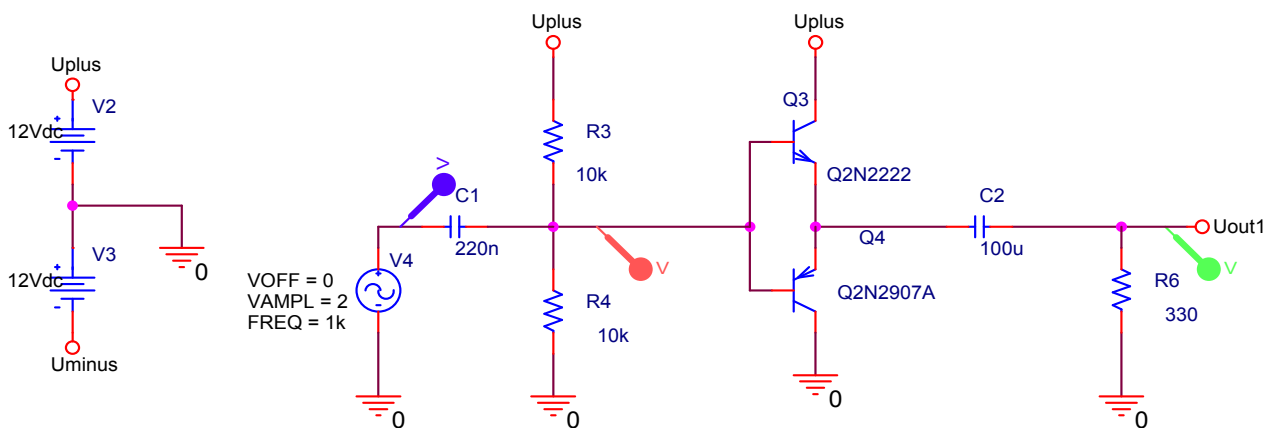 Uplus
V2
12Vdc
+
-
0
V3
12Vdc
+
-
Uminus
V
C1
220n
V4
+
-
VOFF = 0
VAMPL = 2
FREQ = 1k
0
Uplus
R3
10k
V
R4
10k
0
Uplus
Q3
Q2N2222
Q4
Q2N2907A
0
C2
100u
Uout1
V
R6
330
0